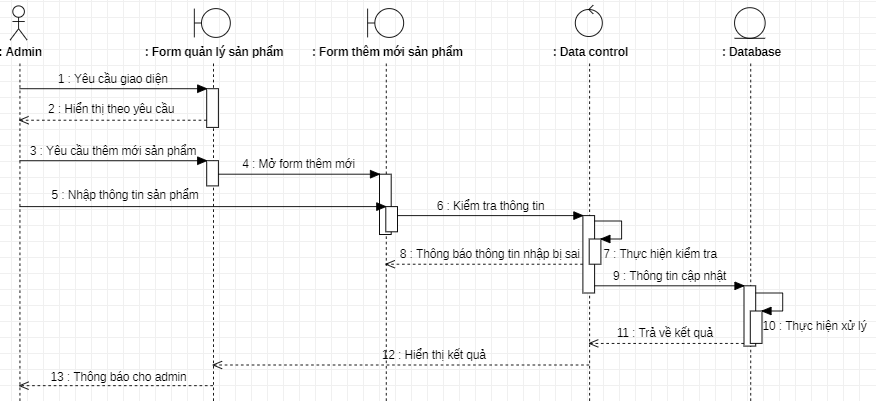 : Admin
: Form quản lý sản phẩm
: Form thêm mới sản phẩm
: Data control
: Database
1 : Yêu cầu giao diện
2 : Hiển thị theo yêu cầu
3 : Yêu cầu thêm mới sản phẩm
4 : Mở form thêm mới
5 : Nhập thông tin sản phẩm
6 : Kiểm tra thông tin
7 : Thực hiện kiểm tra
8 : Thông báo thông tin nhập bị sai
9 : Thông tin cập nhật
10 : Thực hiện xử lý
11 : Trả về kết quả
12 : Hiển thị kết quả
13 : Thông báo cho admin